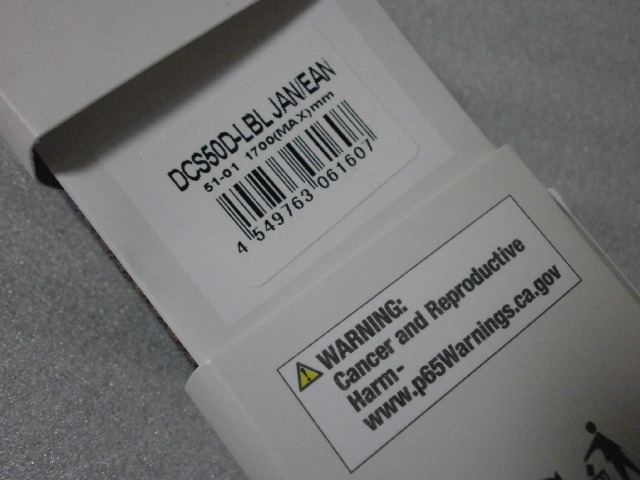 DCS50D-LBL JAN/EAN
51-01 1700(MAX)mm
4 549763 061607
WARNING:
Cancer and Reproductive
Harm-
www.p65Warnings.ca.gov